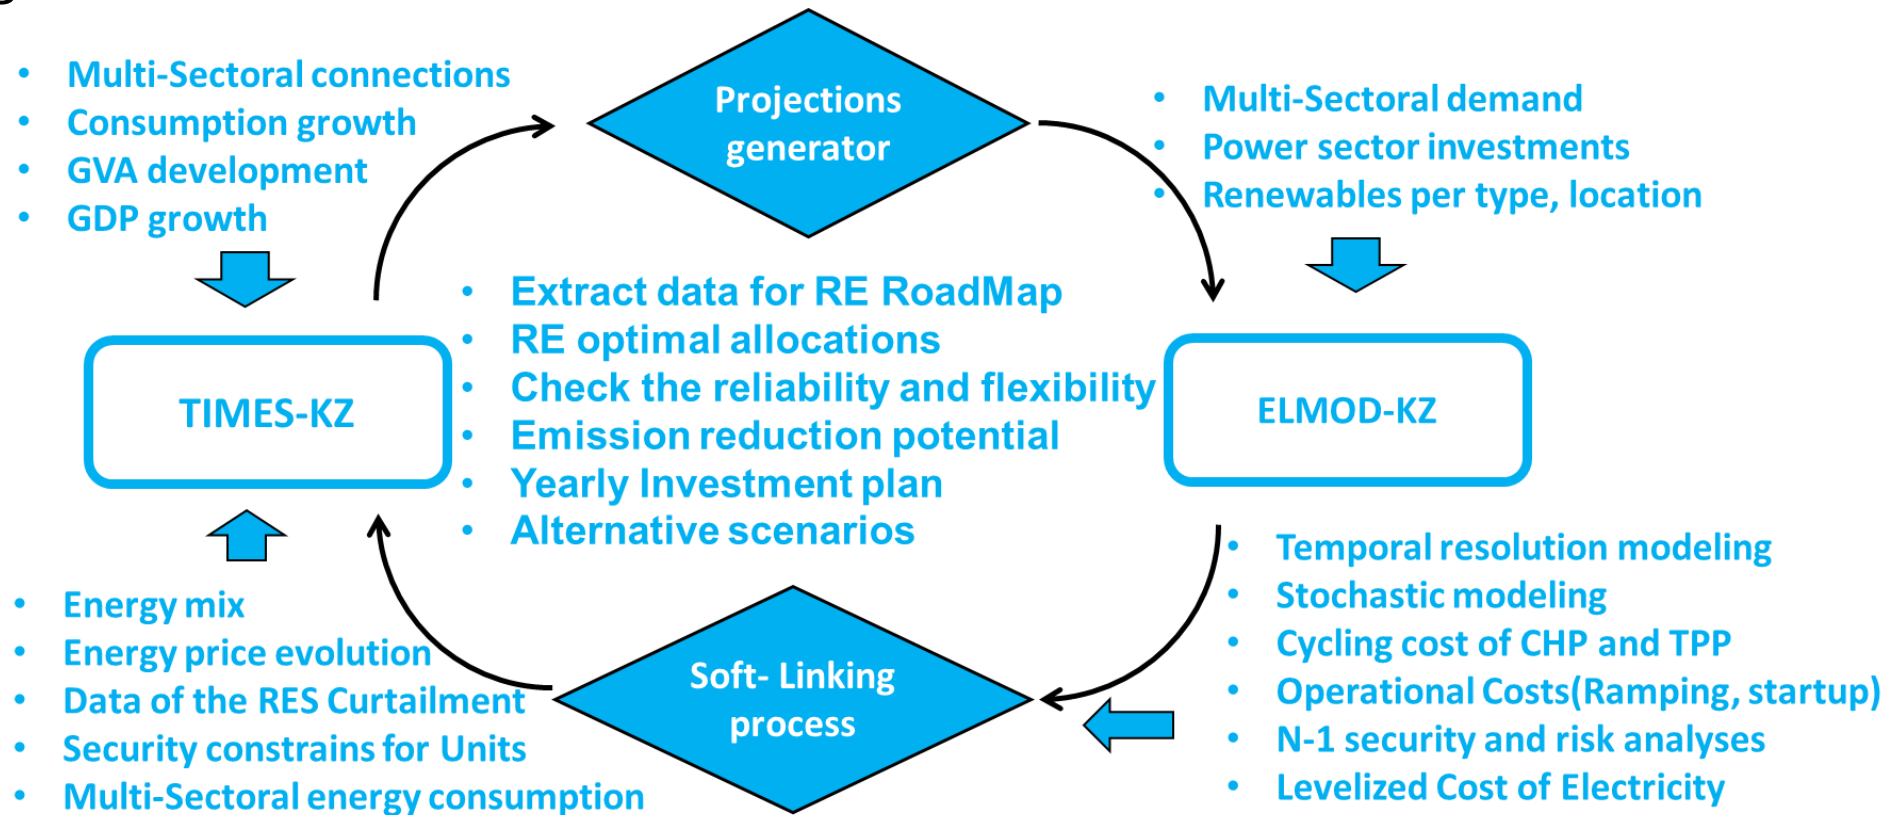 • Multi-Sectoral connections
• Consumption growth
• GVA development
• GDP growth
Projections
generator
• Multi-Sectoral demand
• Power sector investments
• Renewables per type, location
TIMES-KZ
• Extract data for RE RoadMap
• RE optimal allocations
• Check the reliability and flexibility
• Emission reduction potential
• Yearly Investment plan
• Alternative scenarios
ELMOD-KZ
• Energy mix
• Energy price evolution
• Data of the RES Curtailment
• Security constrains for Units
• Multi-Sectoral energy consumption
Soft- Linking
process
• Temporal resolution modeling
• Stochastic modeling
• Cycling cost of CHP and TPP
• Operational Costs(Ramping, startup)
• N-1 security and risk analyses
• Levelized Cost of Electricity